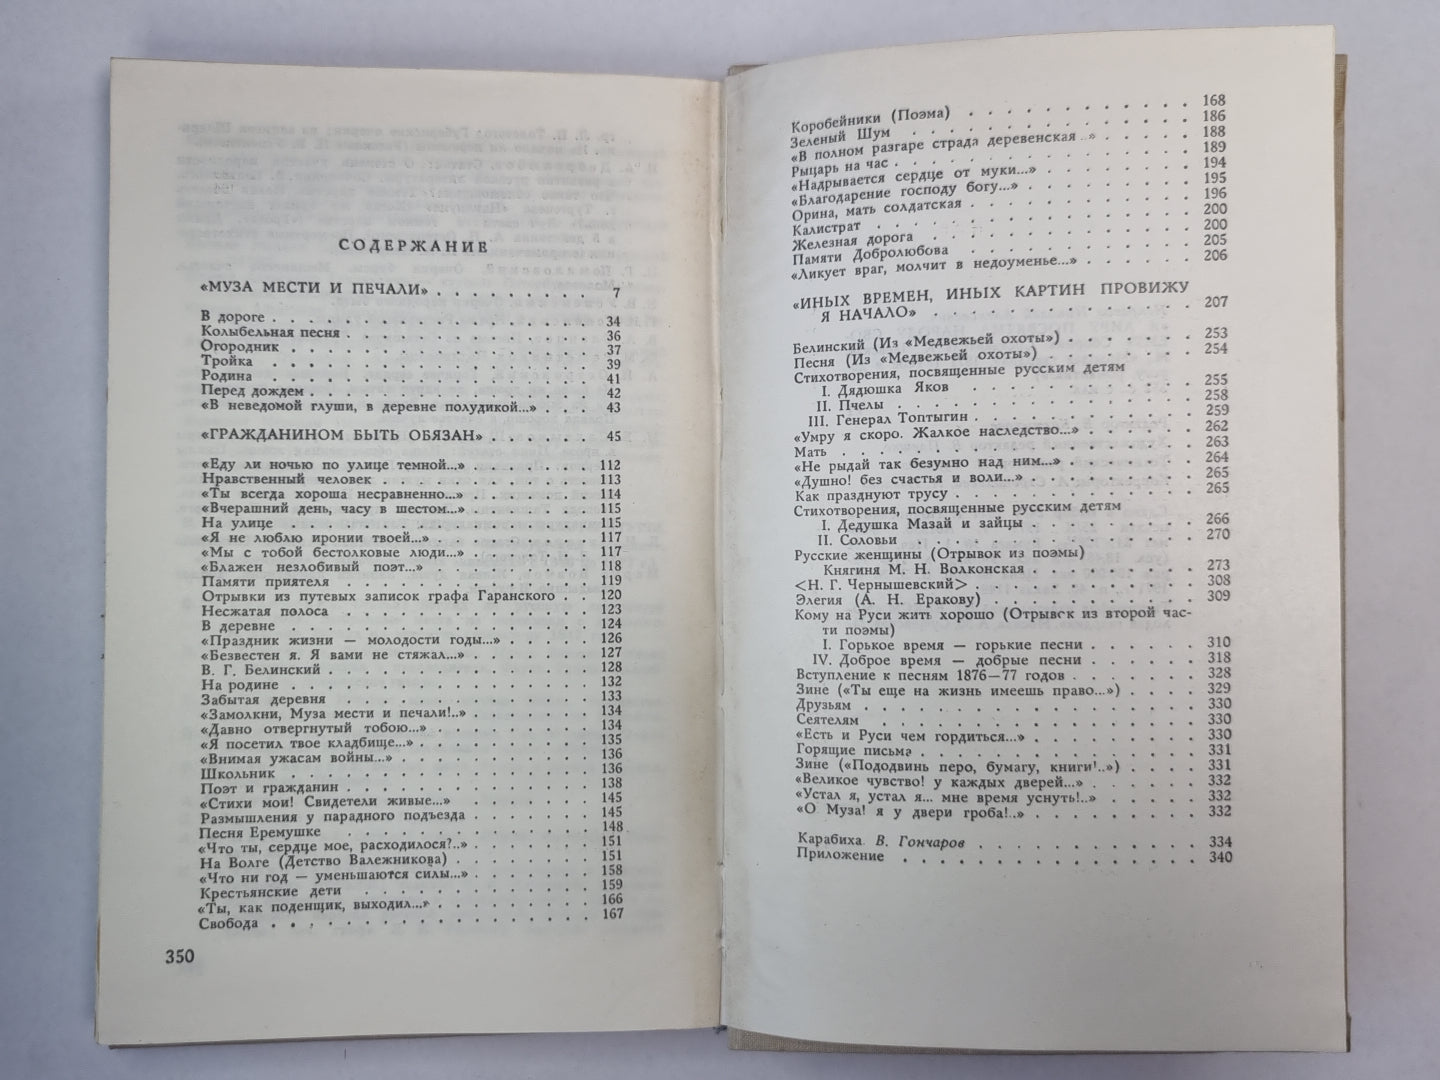 СОДЕРЖАНИЕ
«МУЗА МЕСТИ И ПЕЧАЛИ» . . . . . . . . . 7
В дороге . . . . . . . . . . . . . . . . 34
Колыбельная песня . . . . . . . . . . . . 36
Огородник . . . . . . . . . . . . . . . 37
Тройка . . . . . . . . . . . . . . . . 39
Родина . . . . . . . . . . . . . . . . 41
Перед дождем . . . . . . . . . . . . . . 42
«В неведомой глуши, в деревне полудикой...» . . . 43
«ГРАЖДАНИНОМ БЫТЬ ОБЯЗАН» . . . . . . 45
«Еду ли ночью по улице темной...» . . . . . . 112
Нравственный человек . . . . . . . . . . . 113
«Ты всегда хороша несравненно...» . . . . . . 114
«Вчерашний день, часу в шестом...» . . . . . . 115
На улице . . . . . . . . . . . . . . . 115
«Я не люблю иронии твоей...» . . . . . . . . 117
«Мы с тобой бестолковые люди...» . . . . . . 117
«Блажен незлобивый поэт...» . . . . . . . . 118
Памяти приятеля . . . . . . . . . . . . . 119
Отрывки из путевых записок графа Гаранского . . 120
Несжатая полоса . . . . . . . . . . . . . 123
В деревне . . . . . . . . . . . . . . . 124
«Праздник жизни — молодости годы...» . . . . . 126
«Безвестен я. Я вами не стяжал...» . . . . . . 127
В. Г. Белинский . . . . . . . . . . . . . 128
На родине . . . . . . . . . . . . . . . 132
Забытая деревня . . . . . . . . . . . . . 133
«Замолкни, Муза мести и печали!..» . . . . . . 134
«Давно отвергнутый тобою...» . . . . . . . . 134
«Я посетил твое кладбище...» . . . . . . . . 135
«Внимая ужасам войны...» . . . . . . . . . 136
Школьник . . . . . . . . . . . . . . . 136
Поэт и гражданин . . . . . . . . . . . . 138
«Стихи мои! Свидетели живые...» . . . . . . 145
Размышления у парадного подъезда . . . . . . 145
Песня Еремушке . . . . . . . . . . . . . 148
«Что ты, сердце мое, расходилося?..» . . . . . 151
На Волге (Детство Валежникова) . . . . . . . 151
«Что ни год — уменьшаются силы...» . . . . . 158
Крестьянские дети . . . . . . . . . . . . 159
«Ты, как поденщик, выходил...» . . . . . . . 166
Свобода . . . . . . . . . . . . . . . . 167
350
Коробейники (Поэма) . . . . . . . . . . . 168
Зеленый Шум . . . . . . . . . . . . . . 186
«В полном разгаре страда деревенская...» . . . . 188
Рыцарь на час . . . . . . . . . . . . . . 189
«Надрывается сердце от муки...» . . . . . . . 194
«Благодарение господу богу...» . . . . . . . . 195
Орина, мать солдатская . . . . . . . . . . 196
Калистрат . . . . . . . . . . . . . . . 200
Железная дорога . . . . . . . . . . . . . 200
Памяти Добролюбова . . . . . . . . . . . 205
«Ликует враг, молчит в недоуменье...» . . . . . 206
«ИНЫХ ВРЕМЕН, ИНЫХ КАРТИН ПРОВИЖУ
Я НАЧАЛО» . . . . . . . . . . . . . 207
Белинский (Из «Медвежьей охоты») . . . . . . 253
Песня (Из «Медвежьей охоты») . . . . . . . 254
Стихотворения, посвященные русским детям
I. Дядюшка Яков . . . . . . . . . . . 255
II. Пчелы . . . . . . . . . . . . . . 258
III. Генерал Топтыгин . . . . . . . . . . 259
«Умру я скоро. Жалкое наследство...» . . . . . 262
Мать . . . . . . . . . . . . . . . . . 263
«Не рыдай так безумно над ним...» . . . . . . 264
«Душно! без счастья и воли...» . . . . . . . . 265
Как празднуют трусу . . . . . . . . . . . 265
Стихотворения, посвященные русским детям
I. Дедушка Мазай и зайцы . . . . . . . . 266
II. Соловьи . . . . . . . . . . . . . 270
Русские женщины (Отрывок из поэмы)
Княгиня М. Н. Волконская . . . . . . . . 273
<Н. Г. Чернышевский> . . . . . . . . . . 308
Элегия (А. Н. Еракову) . . . . . . . . . . 309
Кому на Руси жить хорошо (Отрывок из второй час-
ти поэмы)
I. Горькое время — горькие песни . . . . . . 310
IV. Доброе время — добрые песни . . . . . . 318
Вступление к песням 1876—77 годов . . . . . . 328
Зине («Ты еще на жизнь имеешь право...») . . . . 329
Друзьям . . . . . . . . . . . . . . . . 330
Сеятелям . . . . . . . . . . . . . . . 330
«Есть и Руси чем гордиться...» . . . . . . . . 330
Горящие письма . . . . . . . . . . . . . 331
Зине («Пододвинь перо, бумагу, книги!..») . . . . 331
«Великое чувство! у каждых дверей...» . . . . . 332
«Устал я, устал я... мне время уснуть!..» . . . . . 332
«О Муза! я у двери гроба!..» . . . . . . . . 332
Карабиха. В. Гончаров . . . . . . . . . . 334
Приложение . . . . . . . . . . . . . . 340